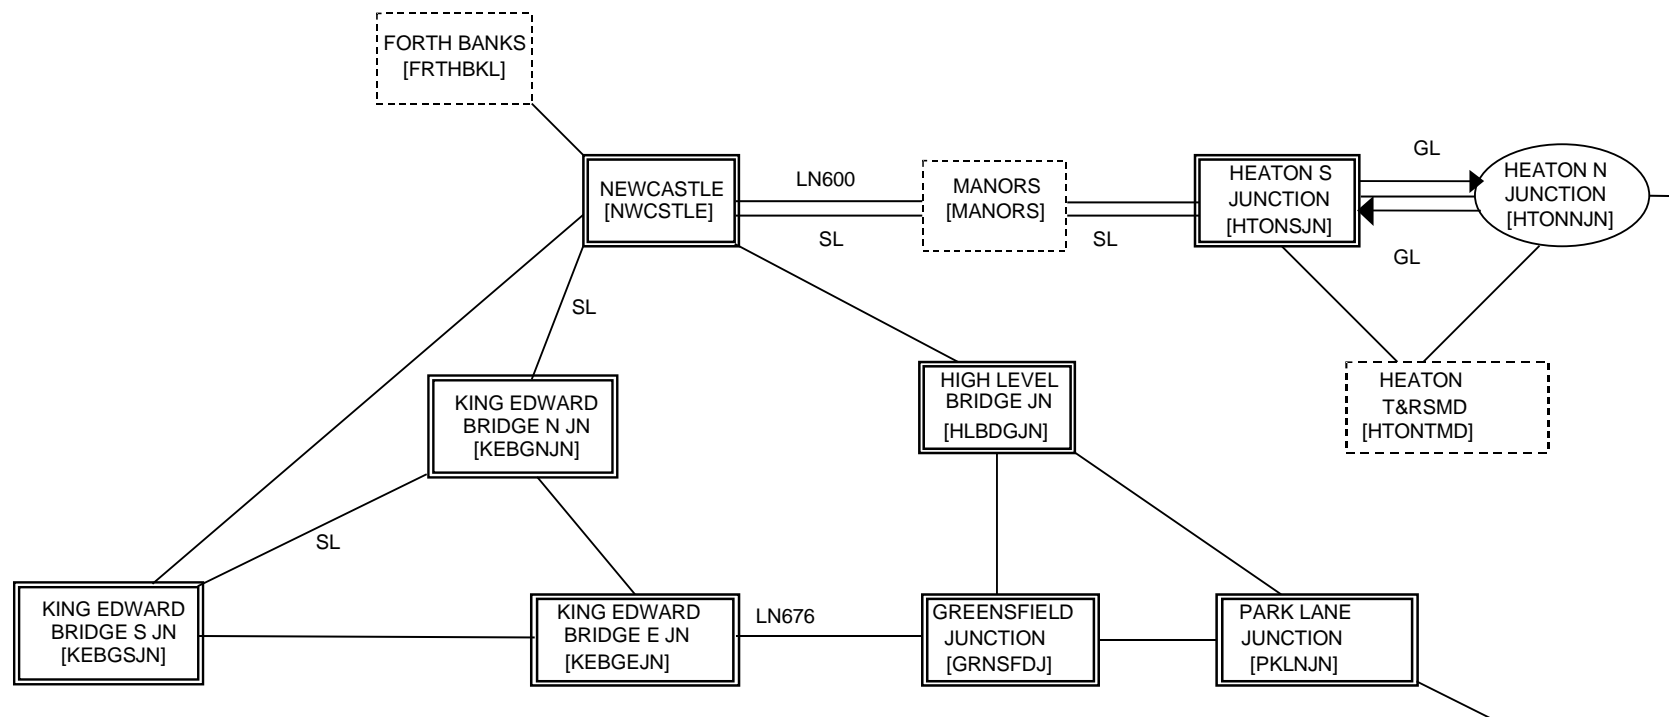 FORTH BANKS
[FRTHBKL]
NEWCASTLE
[NWCSTLE]
LN600
SL
MANORS
[MANORS]
SL
HEATON S
JUNCTION
[HTONSJN]
GL
GL
HEATON N
JUNCTION
[HTONNJN]
SL
KING EDWARD
BRIDGE N JN
[KEBGNJN]
HIGH LEVEL
BRIDGE JN
[HLBDGJN]
HEATON
T&RSMD
[HTONTMD]
SL
KING EDWARD
BRIDGE S JN
[KEBGSJN]
KING EDWARD
BRIDGE E JN
[KEBGEJN]
LN676
GREENSFIELD
JUNCTION
[GRNSFDJ]
PARK LANE
JUNCTION
[PKLNJN]